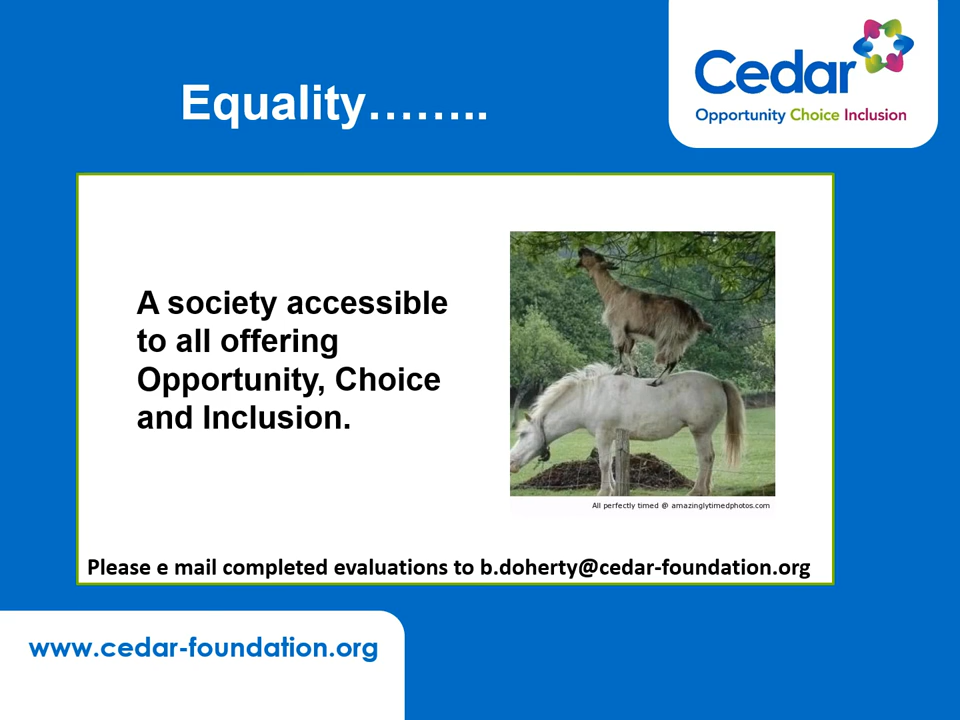 Equality……..
Cedar
Opportunity Choice Inclusion
A society accessible
to all offering
Opportunity, Choice
and Inclusion.
All perfectly timed @ amazinglytimedphotos.com
Please e mail completed evaluations to b.doherty@cedar-foundation.org
www.cedar-foundation.org